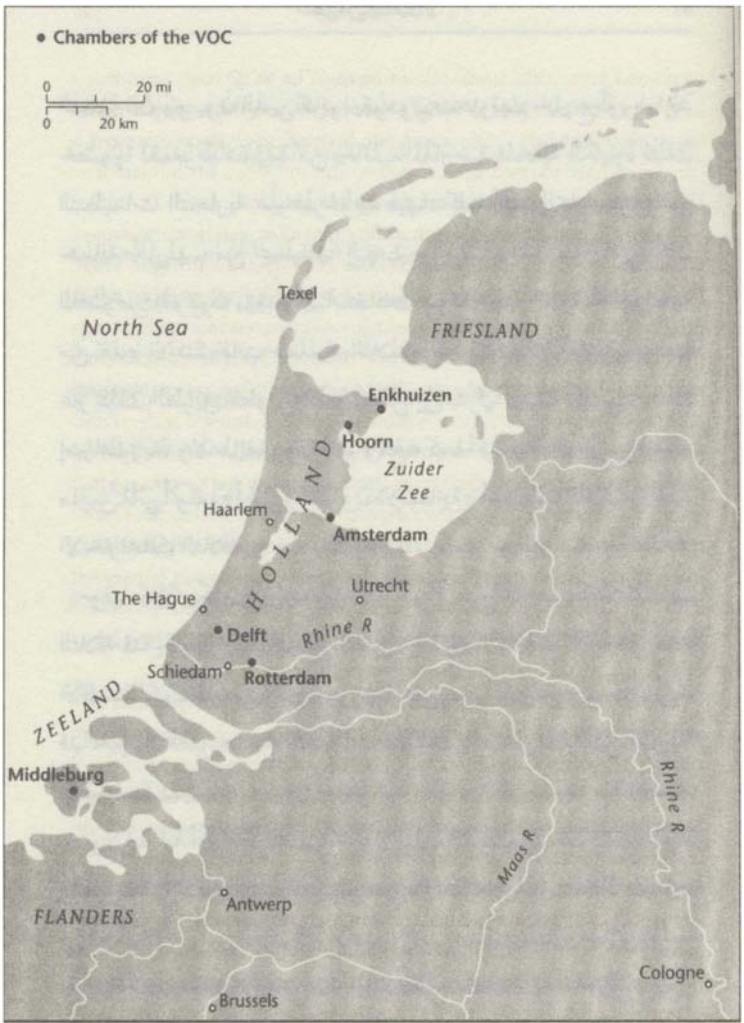 • Chambers of the VOC
0 20 mi
0 20 km
Texel
North Sea
FRIESLAND
Enkhuizen
Hoorn
Zuider
Zee
HOLLAND
Haarlem
Amsterdam
The Hague
Utrecht
Delft
Rhine R
Schiedam
Rotterdam
ZEELAND
Middleburg
Rhine R
Maas R
Antwerp
FLANDERS
Cologne
Brussels